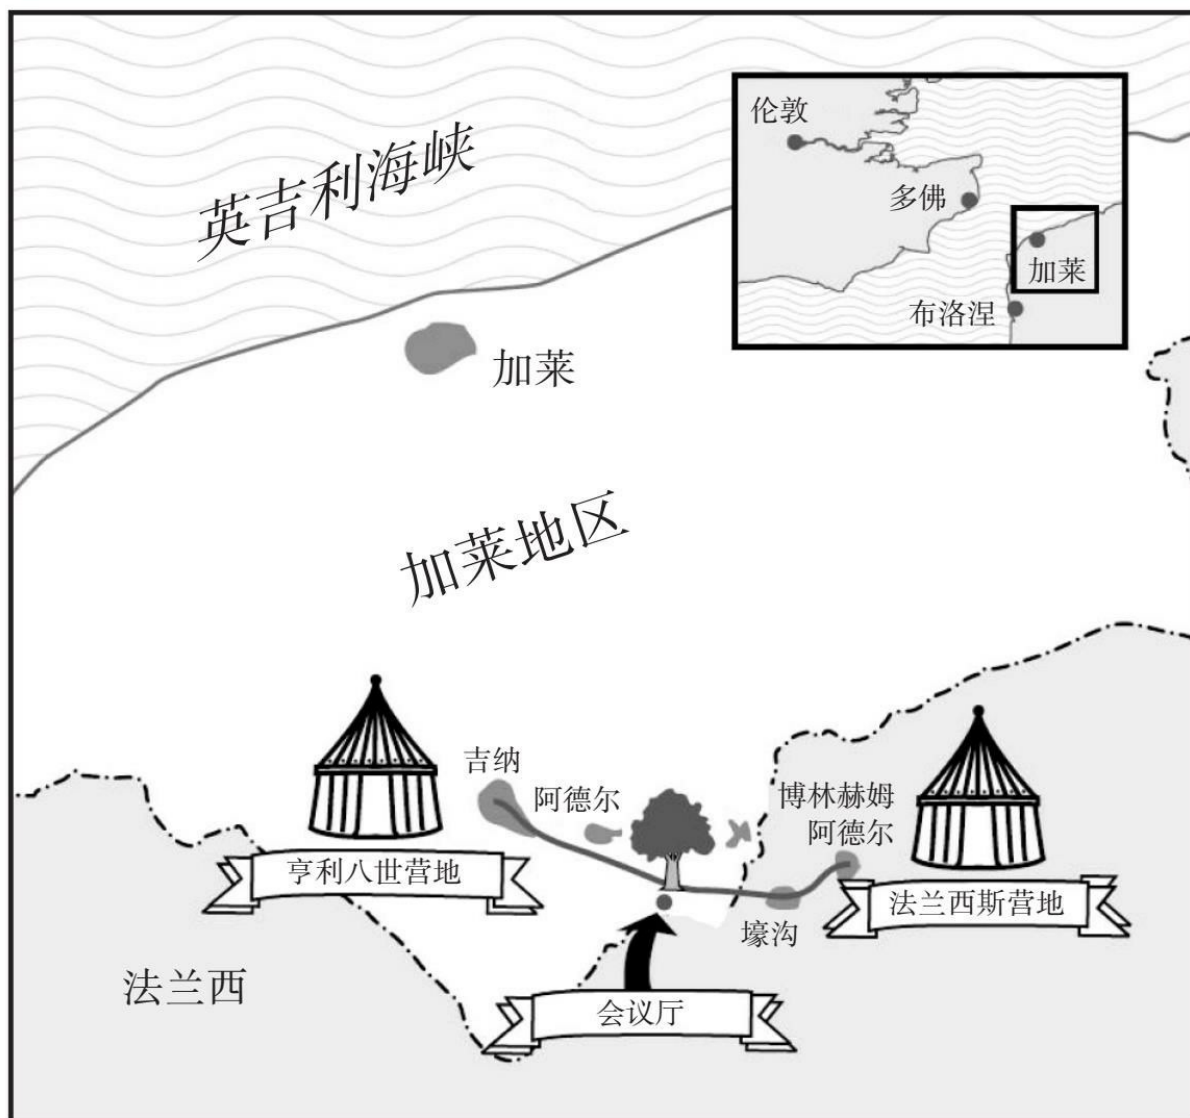 英吉利海峡
伦敦
多佛
加莱
布洛涅
加莱
加莱地区
吉纳
阿德尔
博林赫姆
阿德尔
亨利八世营地
法兰西斯营地
壕沟
法兰西
会议厅